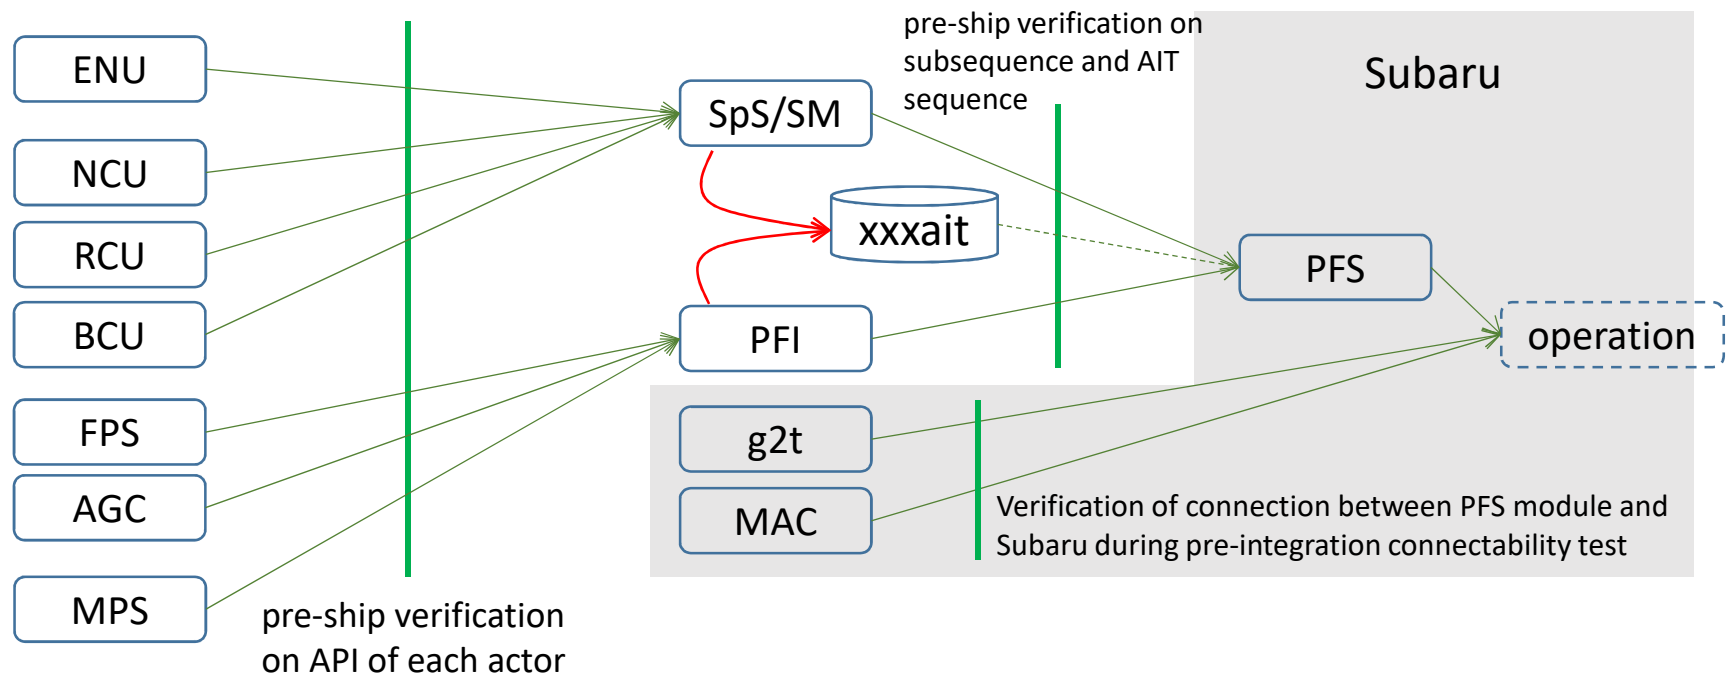 ENU
NCU
RCU
BCU
FPS
AGC
MPS
pre-ship verification
on API of each actor
SpS/SM
xxxait
PFI
g2t
MAC
pre-ship verification on
subsequence and AIT
sequence
Subaru
PFS
operation
Verification of connection between PFS module and
Subaru during pre-integration connectability test